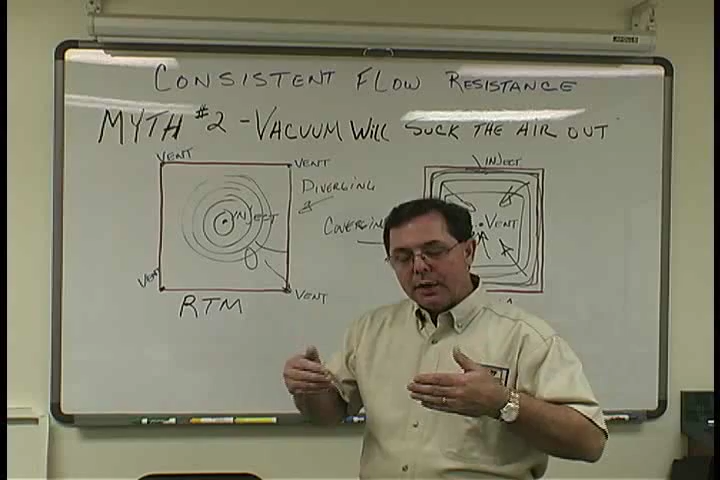 CONSISTENT FLOW RESISTANCE
MYTH #2 - VACUUM WILL SUCK THE AIR OUT
VENT VENT INJECT
DIVERGING
INJECT COVERGING VENT
VENT VENT
RTM